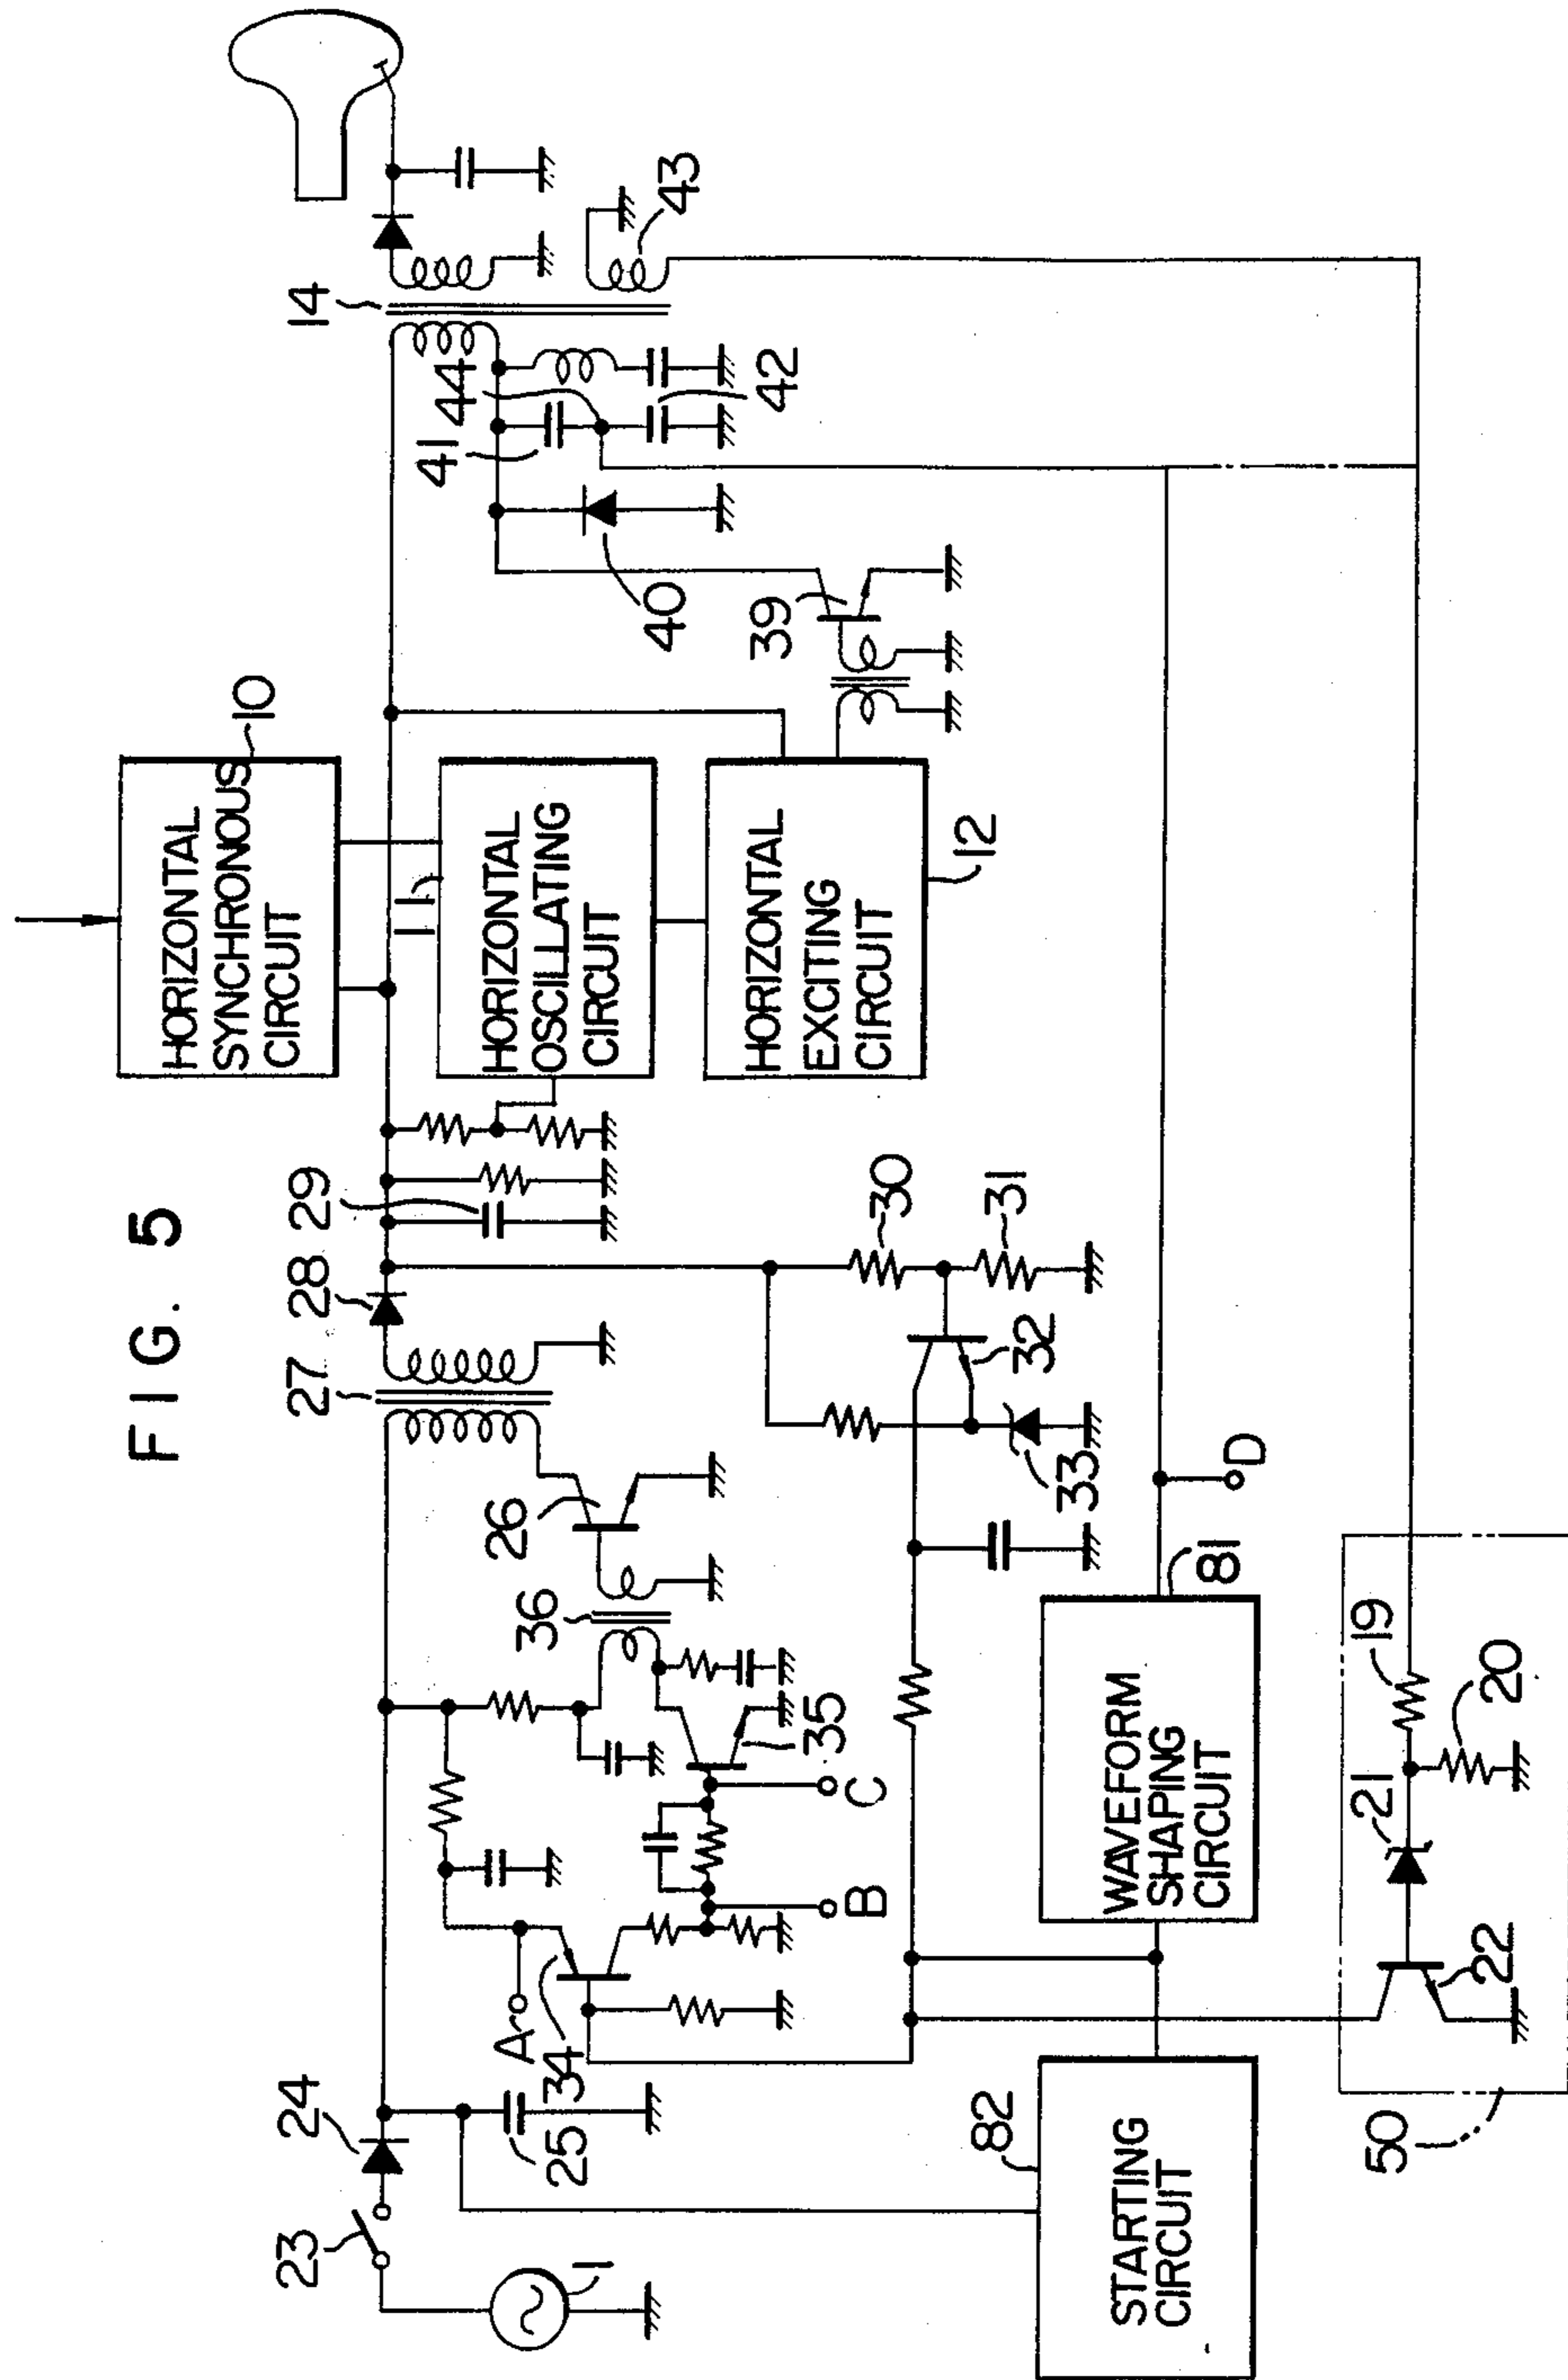 FIG. 5
23
24
1
25
A
34
B
C
35
36
26
27
28
29
HORIZONTAL
SYNCHRONOUS
CIRCUIT
10
11
HORIZONTAL
OSCILLATING
CIRCUIT
HORIZONTAL
EXCITING
CIRCUIT
12
14
41
44
42
43
40
39
30
31
32
33
D
81
WAVEFORM
SHAPING
CIRCUIT
82
STARTING
CIRCUIT
50
19
20
21
22